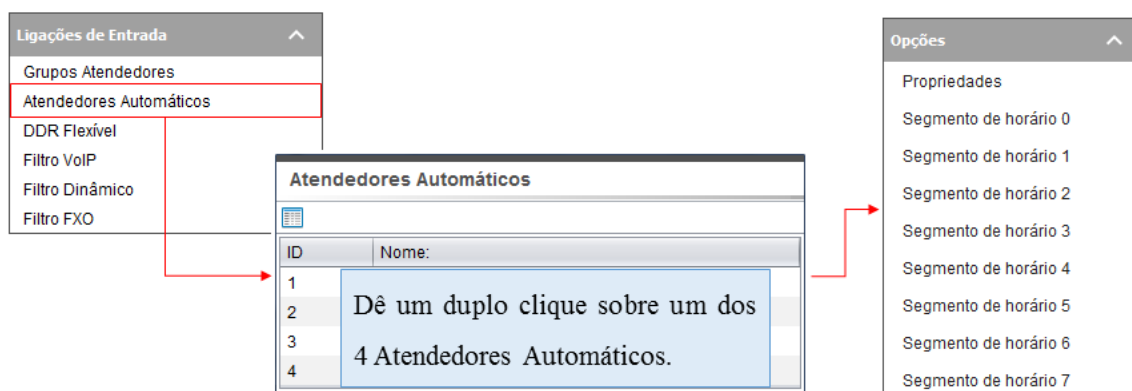 Ligações de Entrada
Grupos Atendedores
Atendedores Automáticos
DDR Flexível
Filtro VoIP
Filtro Dinâmico
Filtro FXO
Atendedores Automáticos
ID Nome:
1
2
3
4
Dê um duplo clique sobre um dos
4 Atendedores Automáticos.
Opções
Propriedades
Segmento de horário 0
Segmento de horário 1
Segmento de horário 2
Segmento de horário 3
Segmento de horário 4
Segmento de horário 5
Segmento de horário 6
Segmento de horário 7